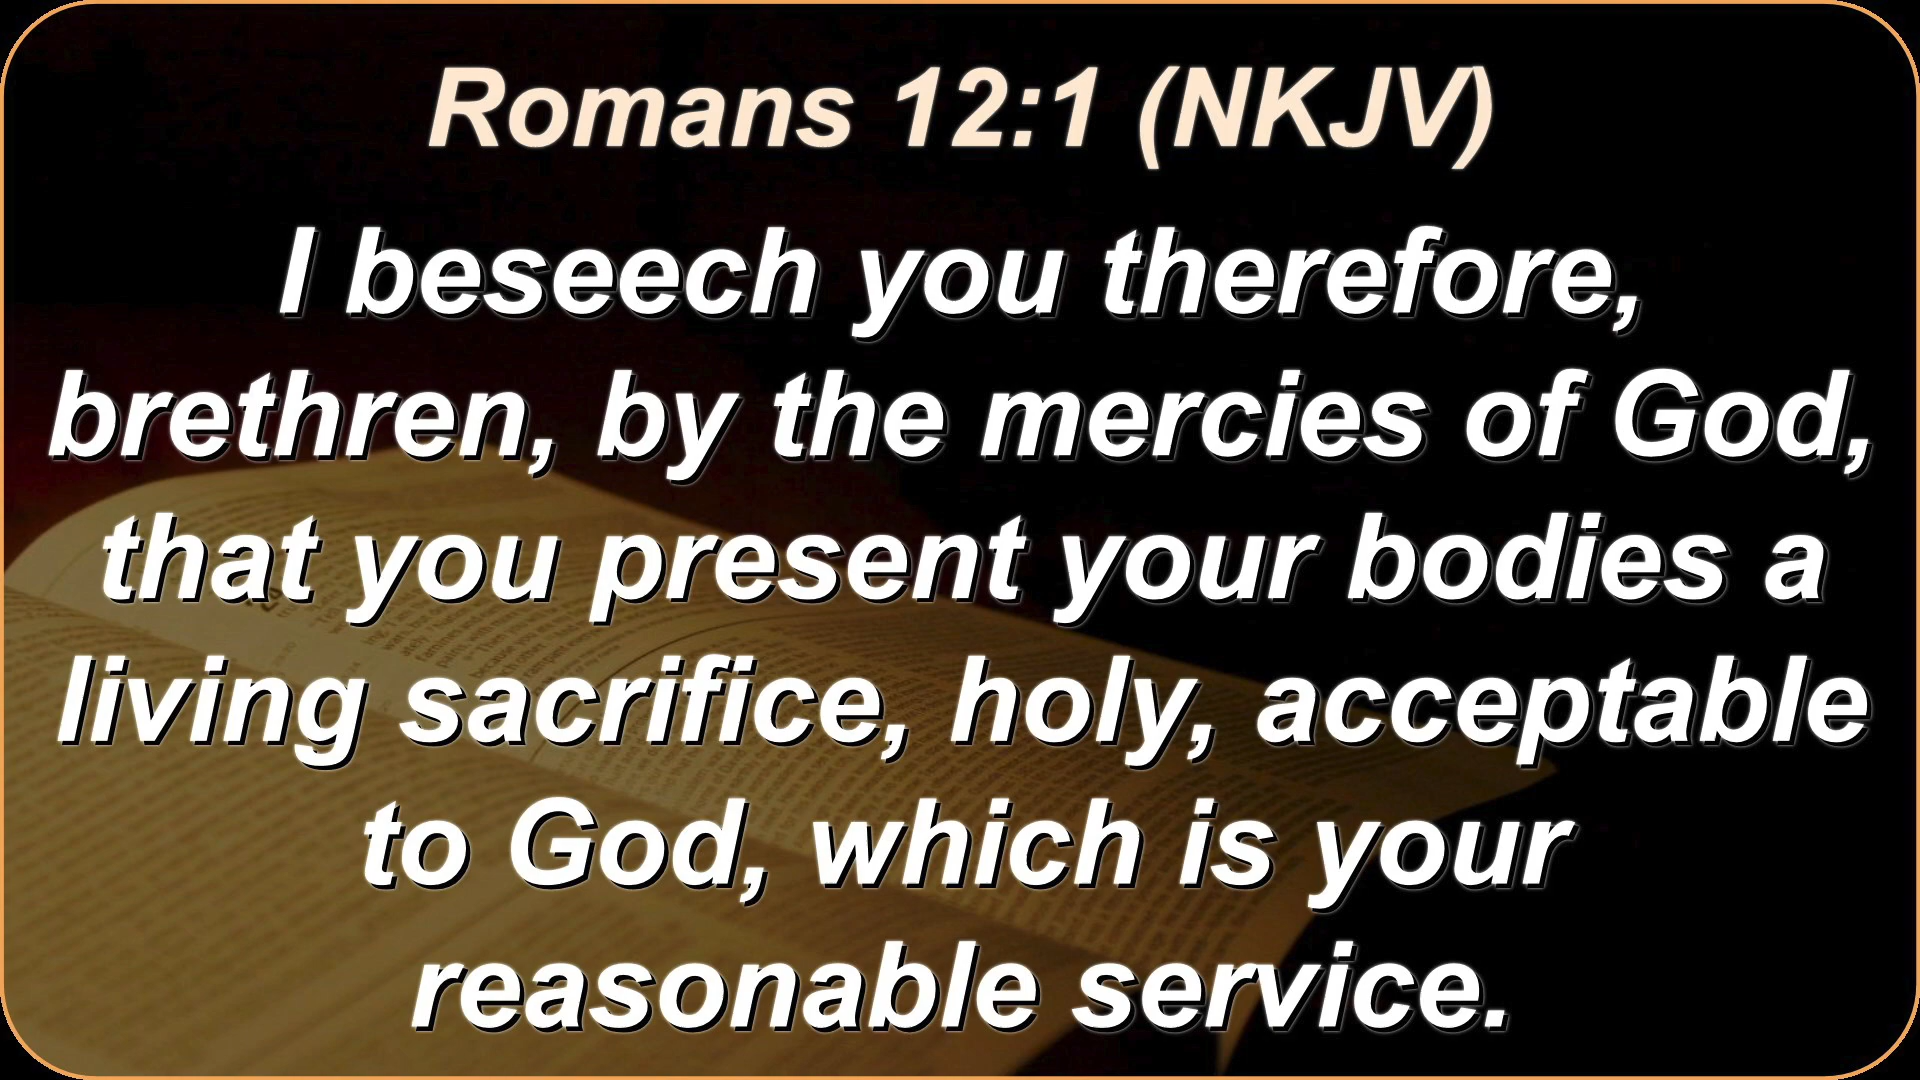 Romans 12:1 (NKJV)
I beseech you therefore,
brethren, by the mercies of God,
that you present your bodies a
living sacrifice, holy, acceptable
to God, which is your
reasonable service.